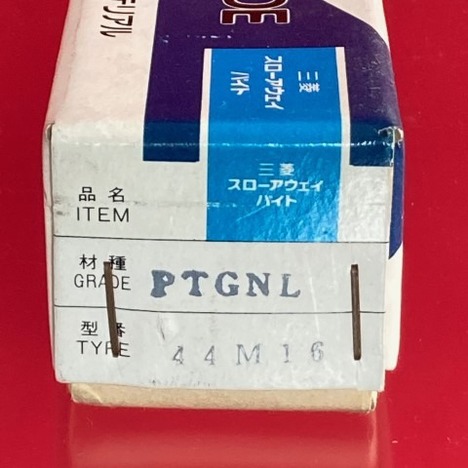 DE
テリアル
三菱
スローアウェイ
バイト
三菱
スローアウェイ
バイト
品名
ITEM
材種
GRADE
PTGNL
型番
TYPE
44M16